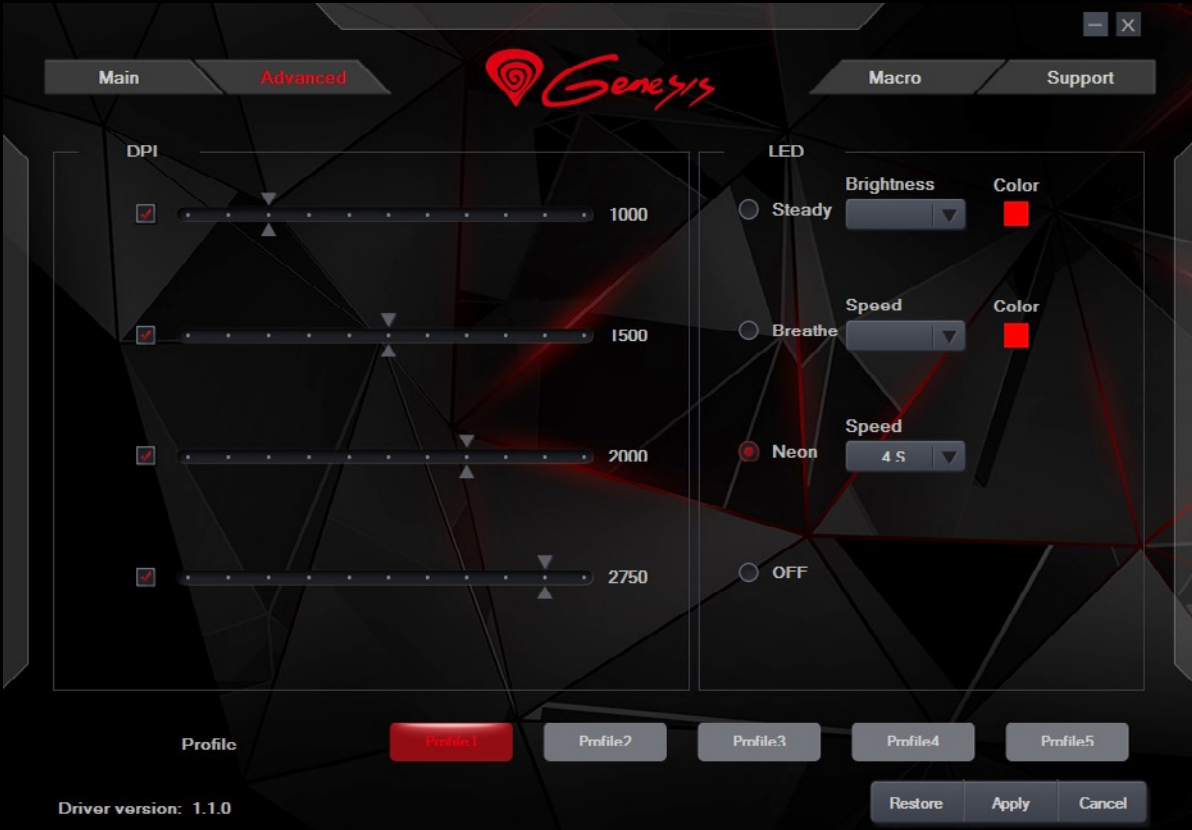 Main
Advanced
Genesis
Macro
Support
DPI
1000
1500
2000
2750
LED
Steady
Brightness
Color
Breathe
Speed
Color
Neon
Speed
4 S
OFF
Profile
Profile1
Profile2
Profile3
Profile4
Profile5
Driver version: 1.1.0
Restore
Apply
Cancel